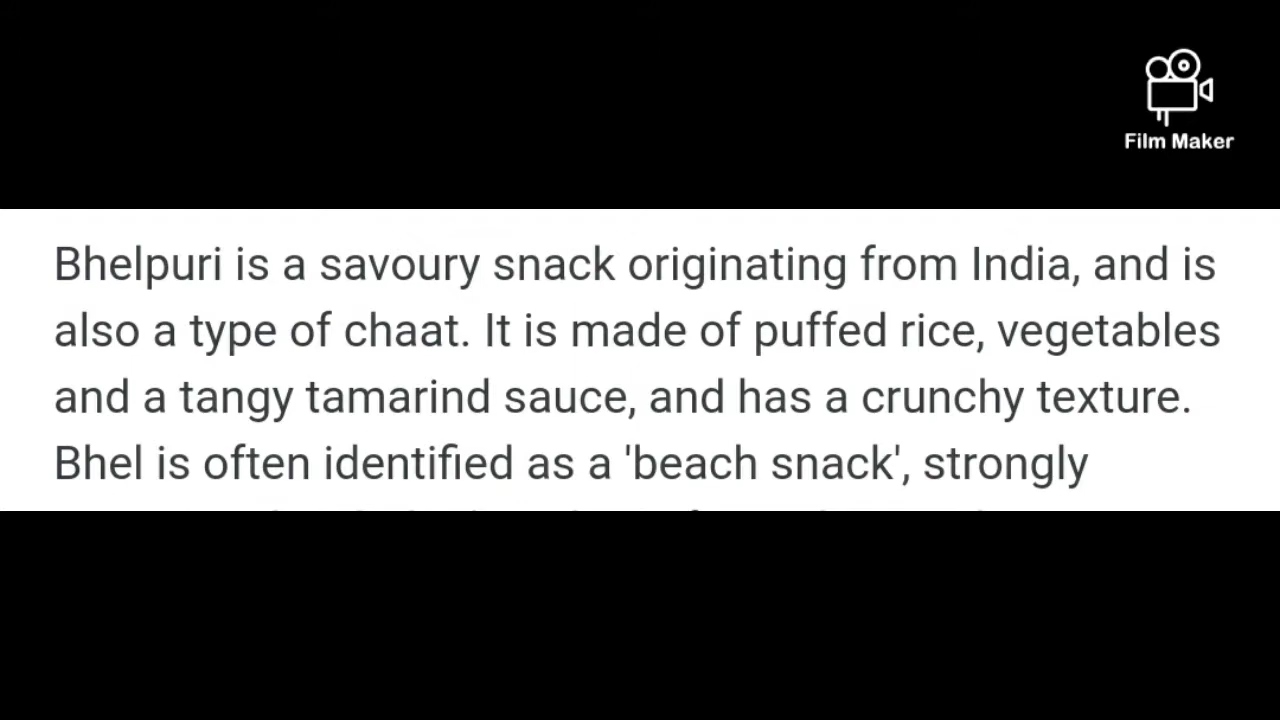 Film Maker
Bhelpuri is a savoury snack originating from India, and is
also a type of chaat. It is made of puffed rice, vegetables
and a tangy tamarind sauce, and has a crunchy texture.
Bhel is often identified as a 'beach snack', strongly